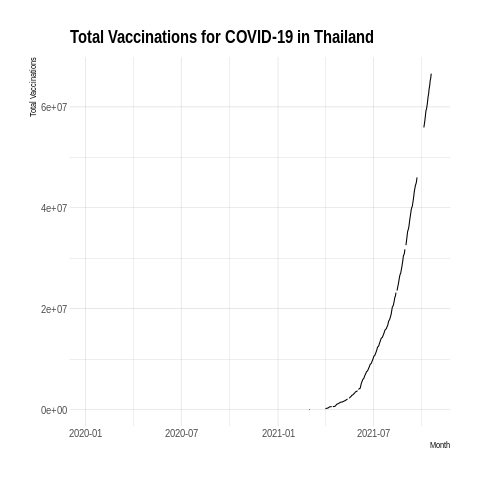 Total Vaccinations for COVID-19 in Thailand
Total Vaccinations
6e+07
4e+07
2e+07
0e+00
2020-01 2020-07 2021-01 2021-07
Month